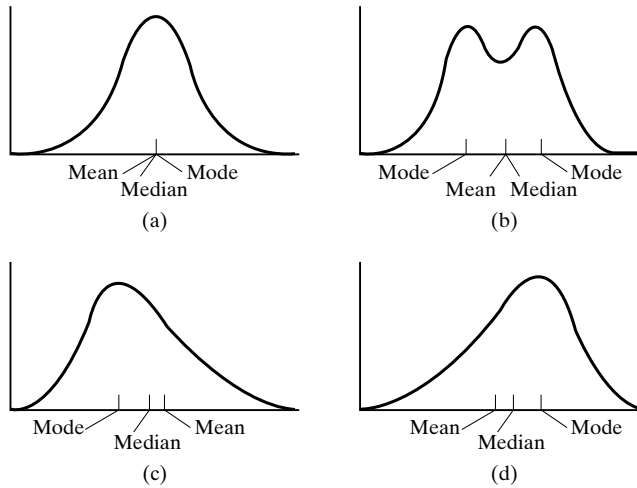 Mean Mode
Median
(a)
Mode Mode
Mean Median
(b)
Mode Mean
Median
(c)
Mean Mode
Median
(d)